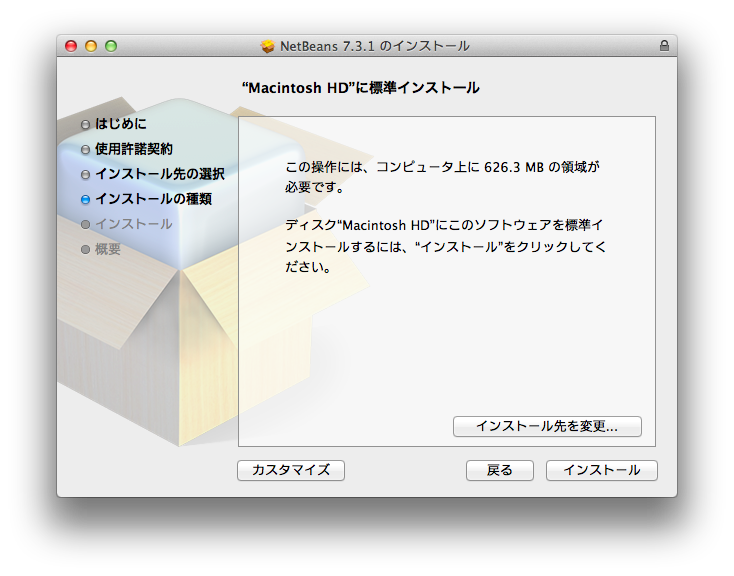 NetBeans 7.3.1 のインストール
“Macintosh HD”に標準インストール
はじめに
使用許諾契約
インストール先の選択
インストールの種類
インストール
概要
この操作には、コンピュータ上に 626.3 MB の領域が
必要です。
ディスク“Macintosh HD”にこのソフトウェアを標準イ
ンストールするには、“インストール”をクリックしてく
ださい。
インストール先を変更...
カスタマイズ
戻る
インストール